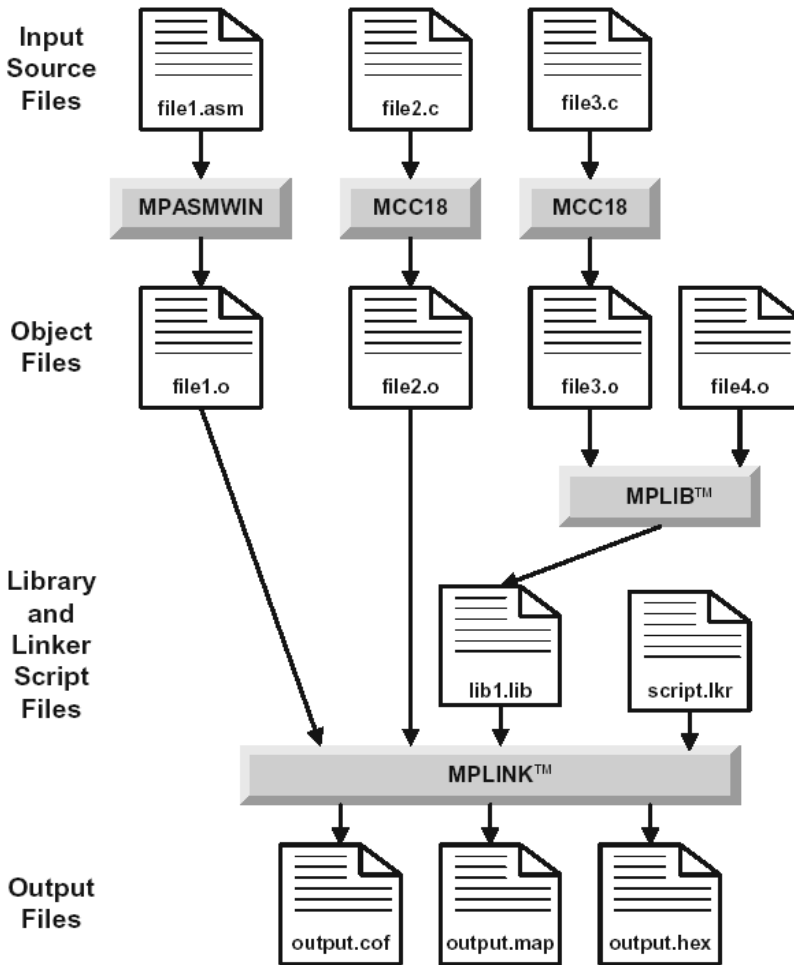 Input
Source
Files
file1.asm
file2.c
file3.c
MPASMWIN
MCC18
MCC18
Object
Files
file1.o
file2.o
file3.o
file4.o
MPLIB™
Library
and
Linker
Script
Files
lib1.lib
script.lkr
MPLINK™
Output
Files
output.cof
output.map
output.hex